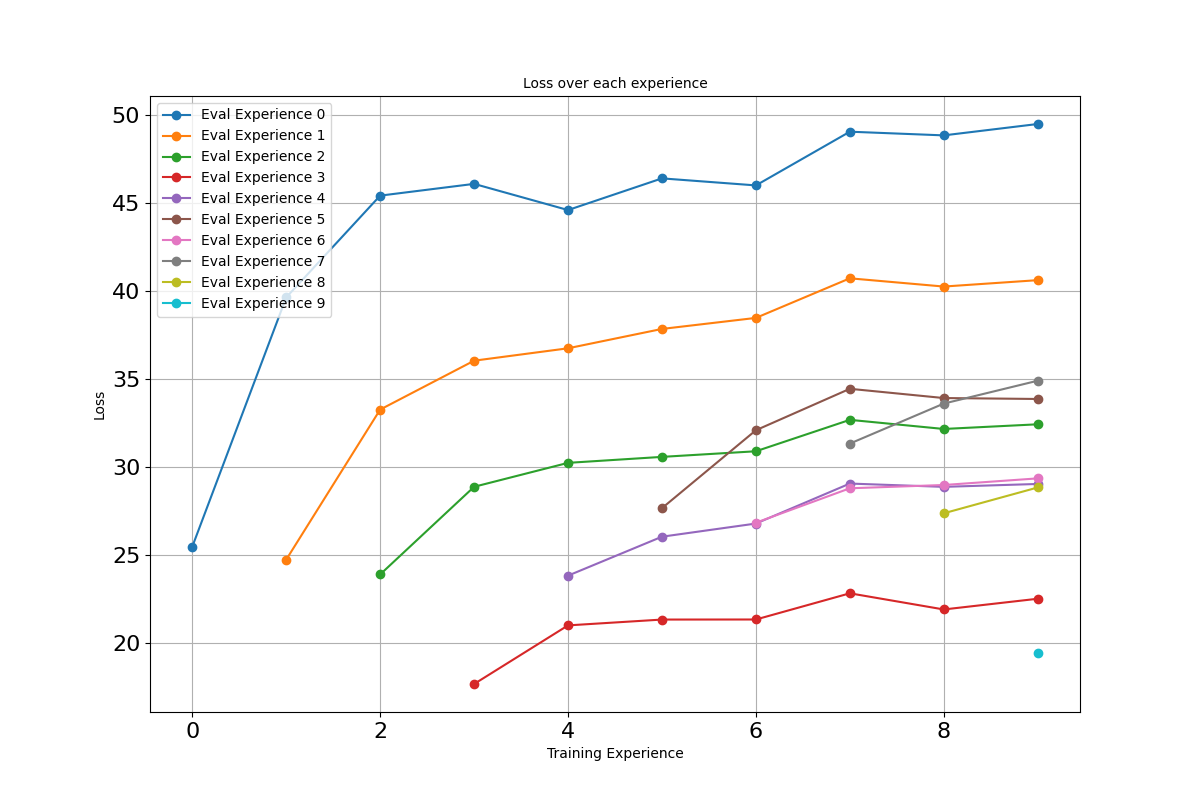 Loss over each experience
50
45
40
35
30
25
20
Loss
Eval Experience 0
Eval Experience 1
Eval Experience 2
Eval Experience 3
Eval Experience 4
Eval Experience 5
Eval Experience 6
Eval Experience 7
Eval Experience 8
Eval Experience 9
0 2 4 6 8
Training Experience